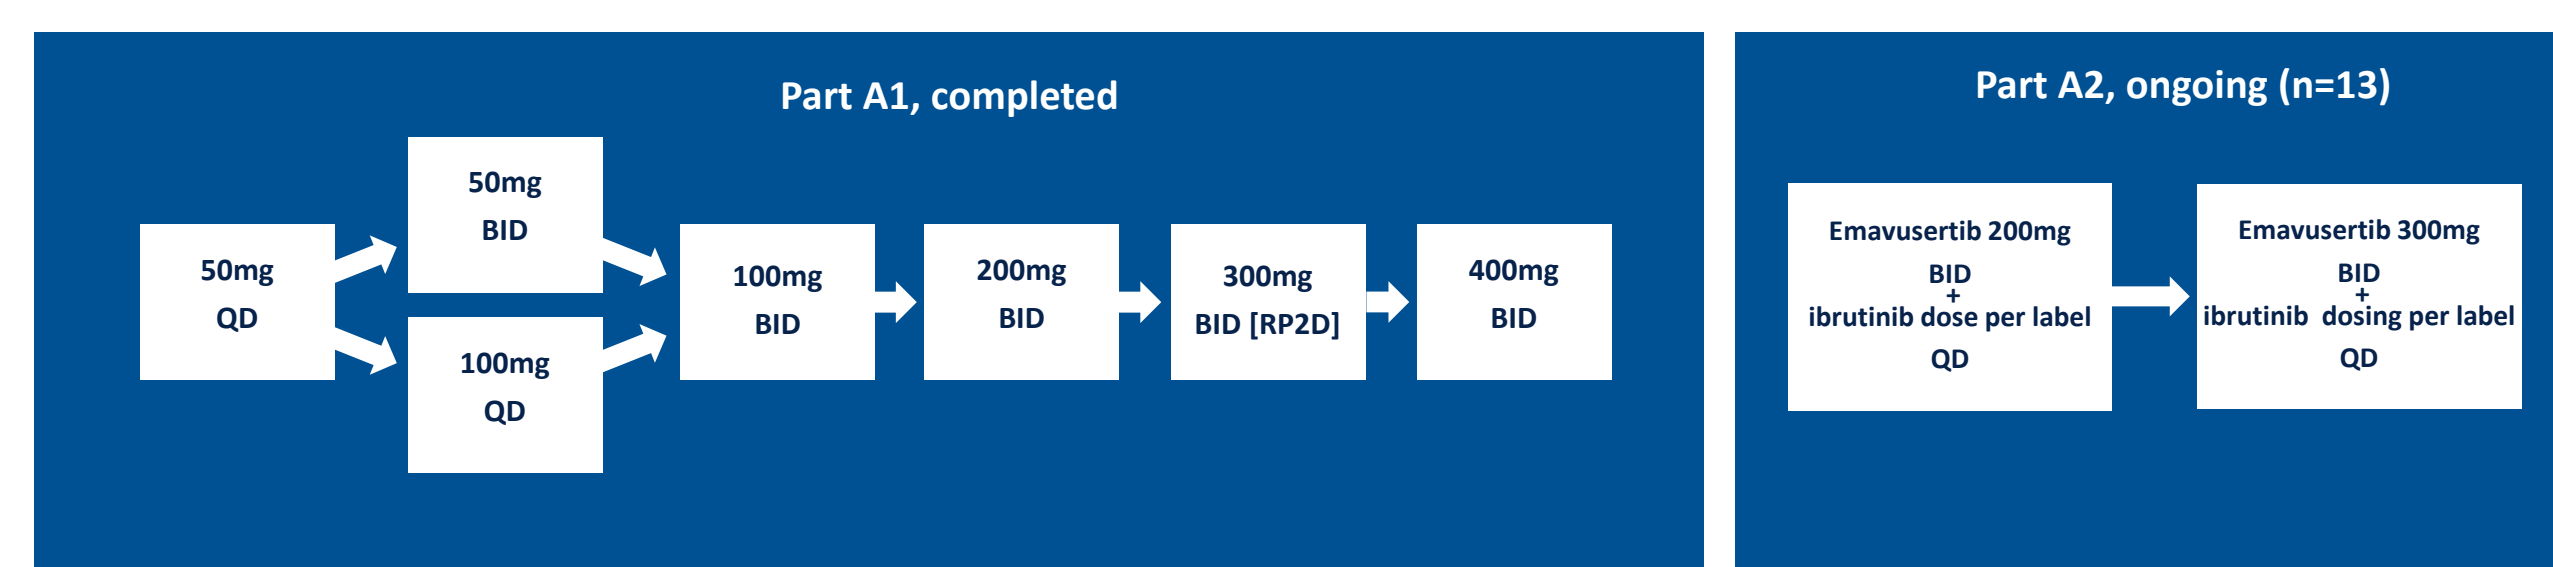 Part A1, completed
50mg
QD
50mg
BID
100mg
QD
100mg
BID
200mg
BID
300mg
BID [RP2D]
400mg
BID
Part A2, ongoing (n=13)
Emavusertib 200mg
BID
+
ibrutinib dose per label
QD
Emavusertib 300mg
BID
+
ibrutinib dosing per label
QD